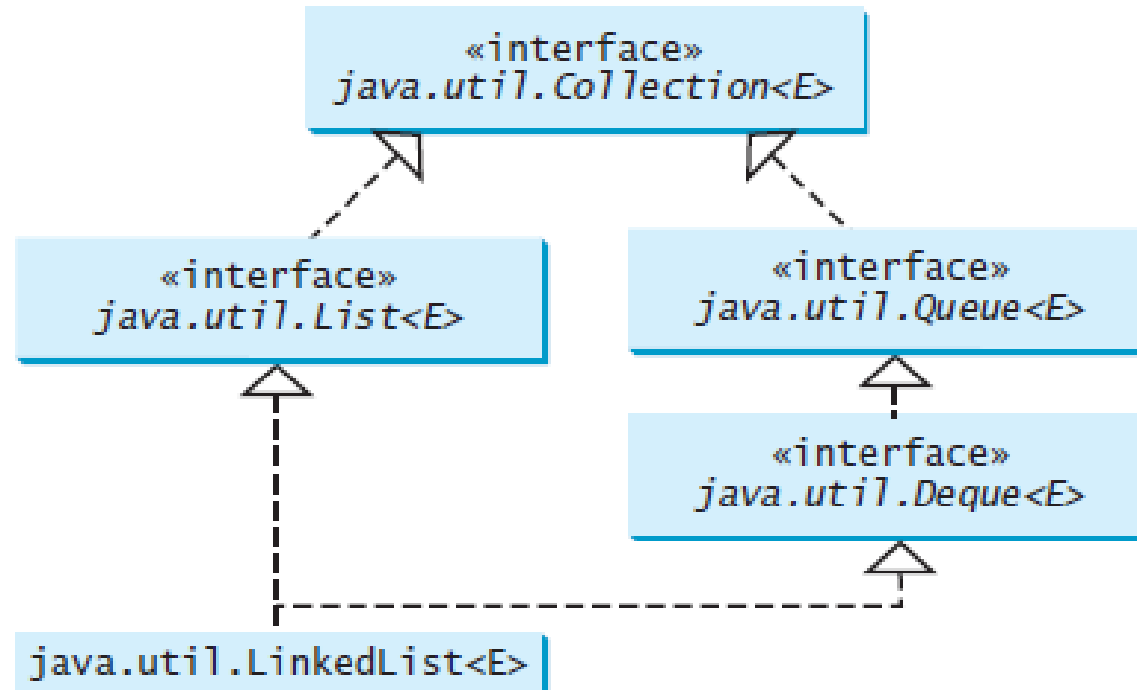 «interface»
java.util.Collection<E>
«interface»
java.util.List<E>
«interface»
java.util.Queue<E>
«interface»
java.util.Deque<E>
java.util.LinkedList<E>